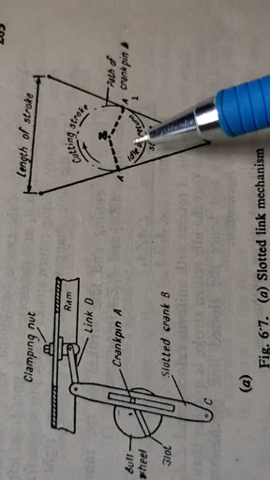 Clamping nut
Ram
Link D
Crankpin A
Slotted crank B
Bull
wheel
Slot
C
Length of stroke
Cutting stroke
Path of
crankpin A
A
A
1
(a)
Fig. 6·7. (a) Slotted link mechanism